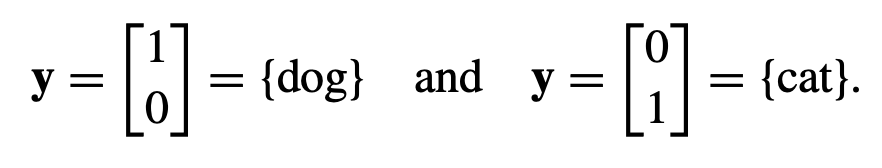 y = [1 0] = {dog} and y = [0 1] = {cat}.